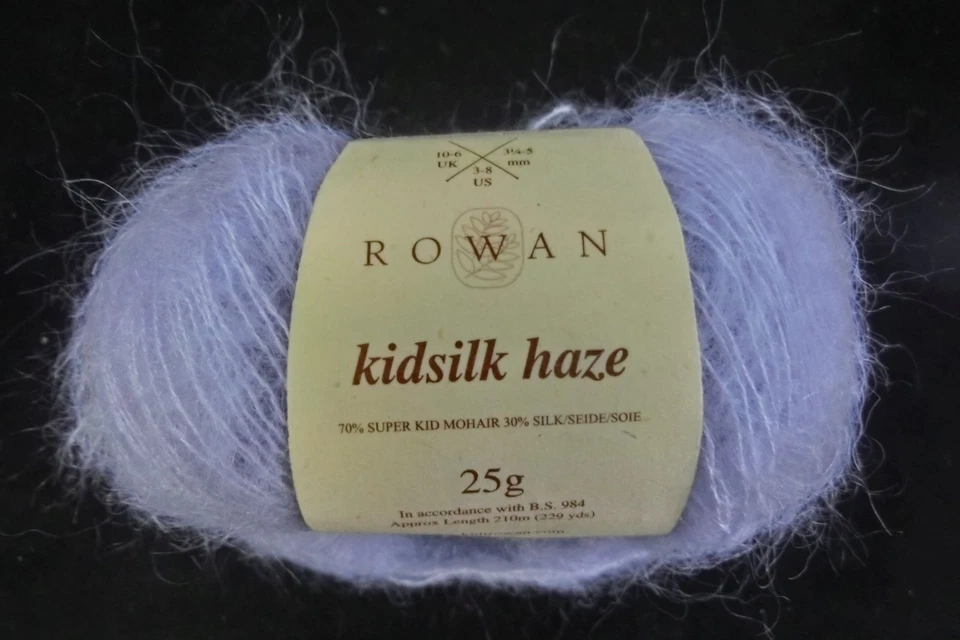 10-6 3¼-5
UK mm
3-8
US
ROWAN
kidsilk haze
70% SUPER KID MOHAIR 30% SILK/SEIDE/SOIE
25g
In accordance with B.S. 984
Approx Length 210m (229 yds)